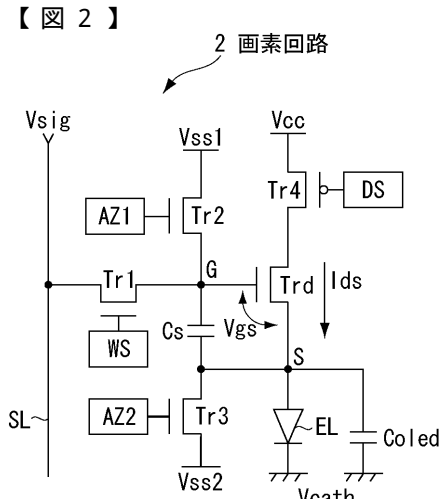 【図2】
2 画素回路
Vsig
Vss1
Vcc
Tr4
DS
AZ1
Tr2
Tr1
G
Trd
Ids
WS
Cs
Vgs
S
SL
AZ2
Tr3
EL
Coled
Vss2
Vcath